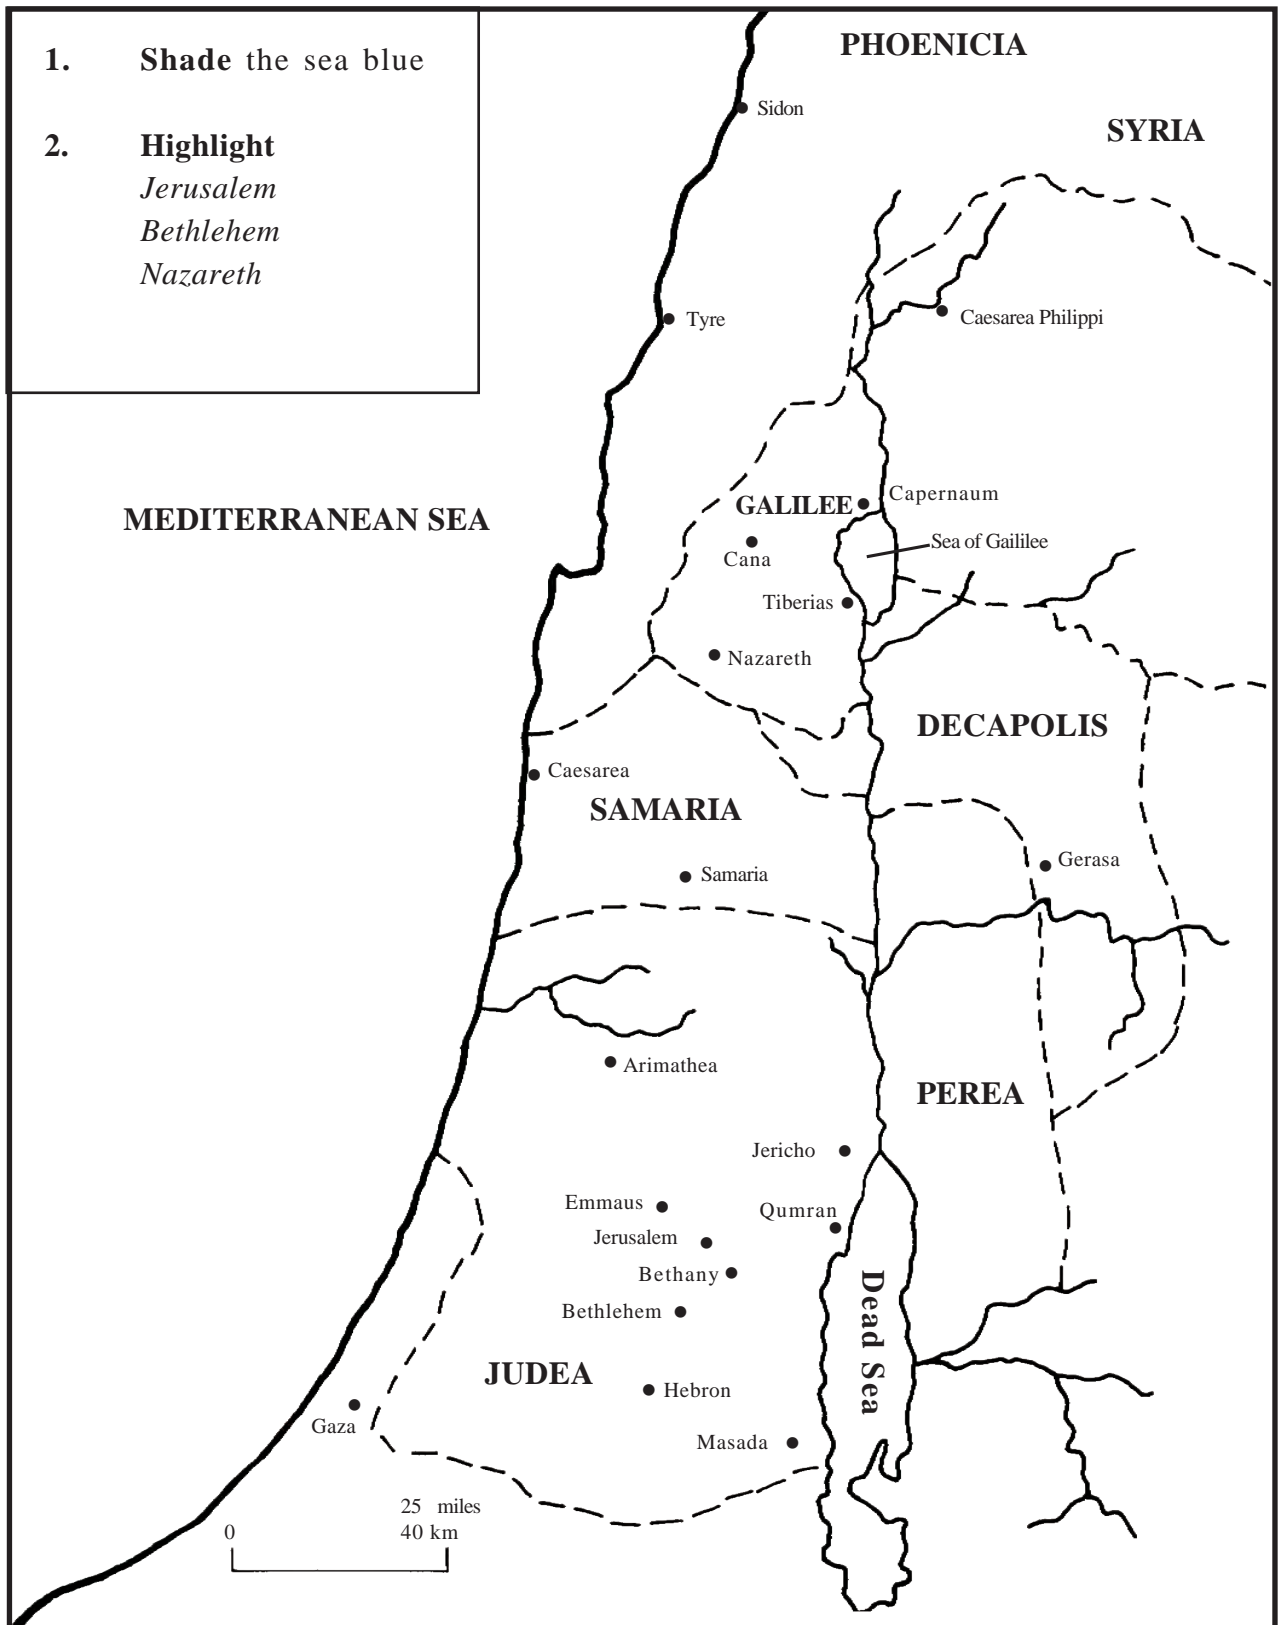 1. Shade the sea blue
2. Highlight
Jerusalem
Bethlehem
Nazareth
PHOENICIA
Sidon
SYRIA
Tyre
Caesarea Philippi
MEDITERRANEAN SEA
GALILEE
Capernaum
Cana
Sea of Gaililee
Tiberias
Nazareth
DECAPOLIS
Caesarea
SAMARIA
Gerasa
Samaria
Arimathea
PEREA
Jericho
Emmaus
Qumran
Jerusalem
Bethany
Bethlehem
Dead Sea
JUDEA
Hebron
Gaza
Masada
25 miles
0 40 km